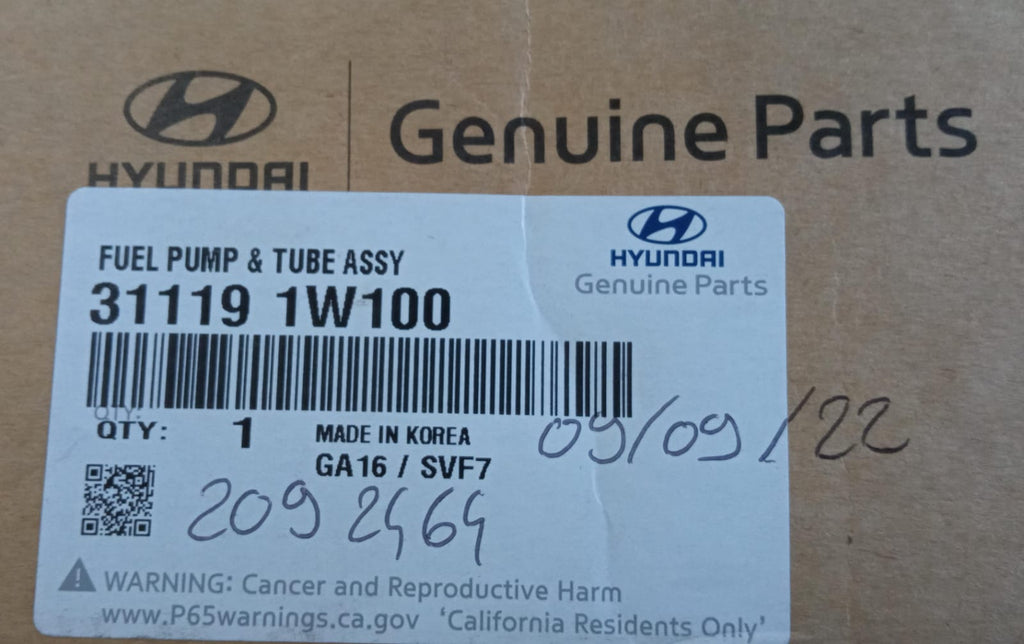 HYUNDAI
Genuine Parts
HYUNDAI
Genuine Parts
FUEL PUMP & TUBE ASSY
31119 1W100
QTY:
QTY: 1 MADE IN KOREA
GA16 / SVF7
09/09/22
2092464
WARNING: Cancer and Reproductive Harm
www.P65warnings.ca.gov 'California Residents Only'